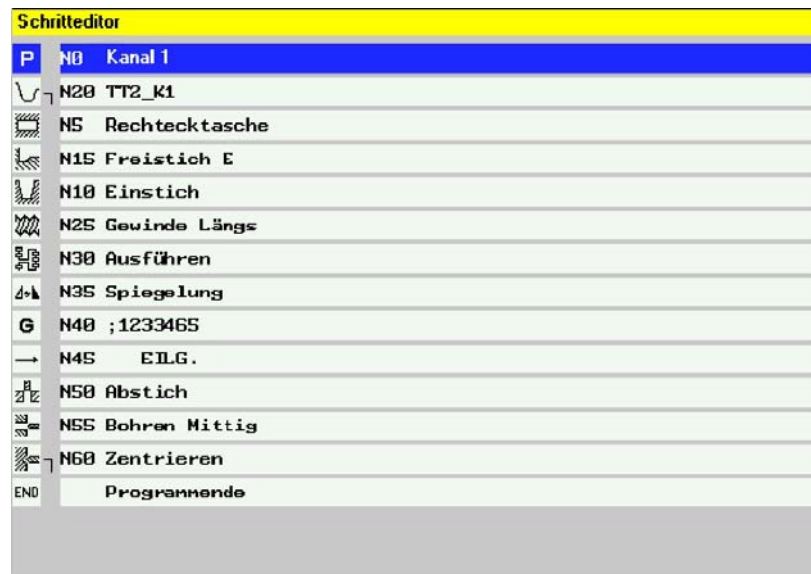 Schritteditor
P N0 Kanal 1
N20 TT2_K1
N5 Rechtecktasche
N15 Freistich E
N10 Einstich
N25 Gewinde Längs
N30 Ausführen
N35 Spiegelung
G N40 ;1233465
N45 EILG.
N50 Abstich
N55 Bohren Mittig
N60 Zentrieren
END Programmende